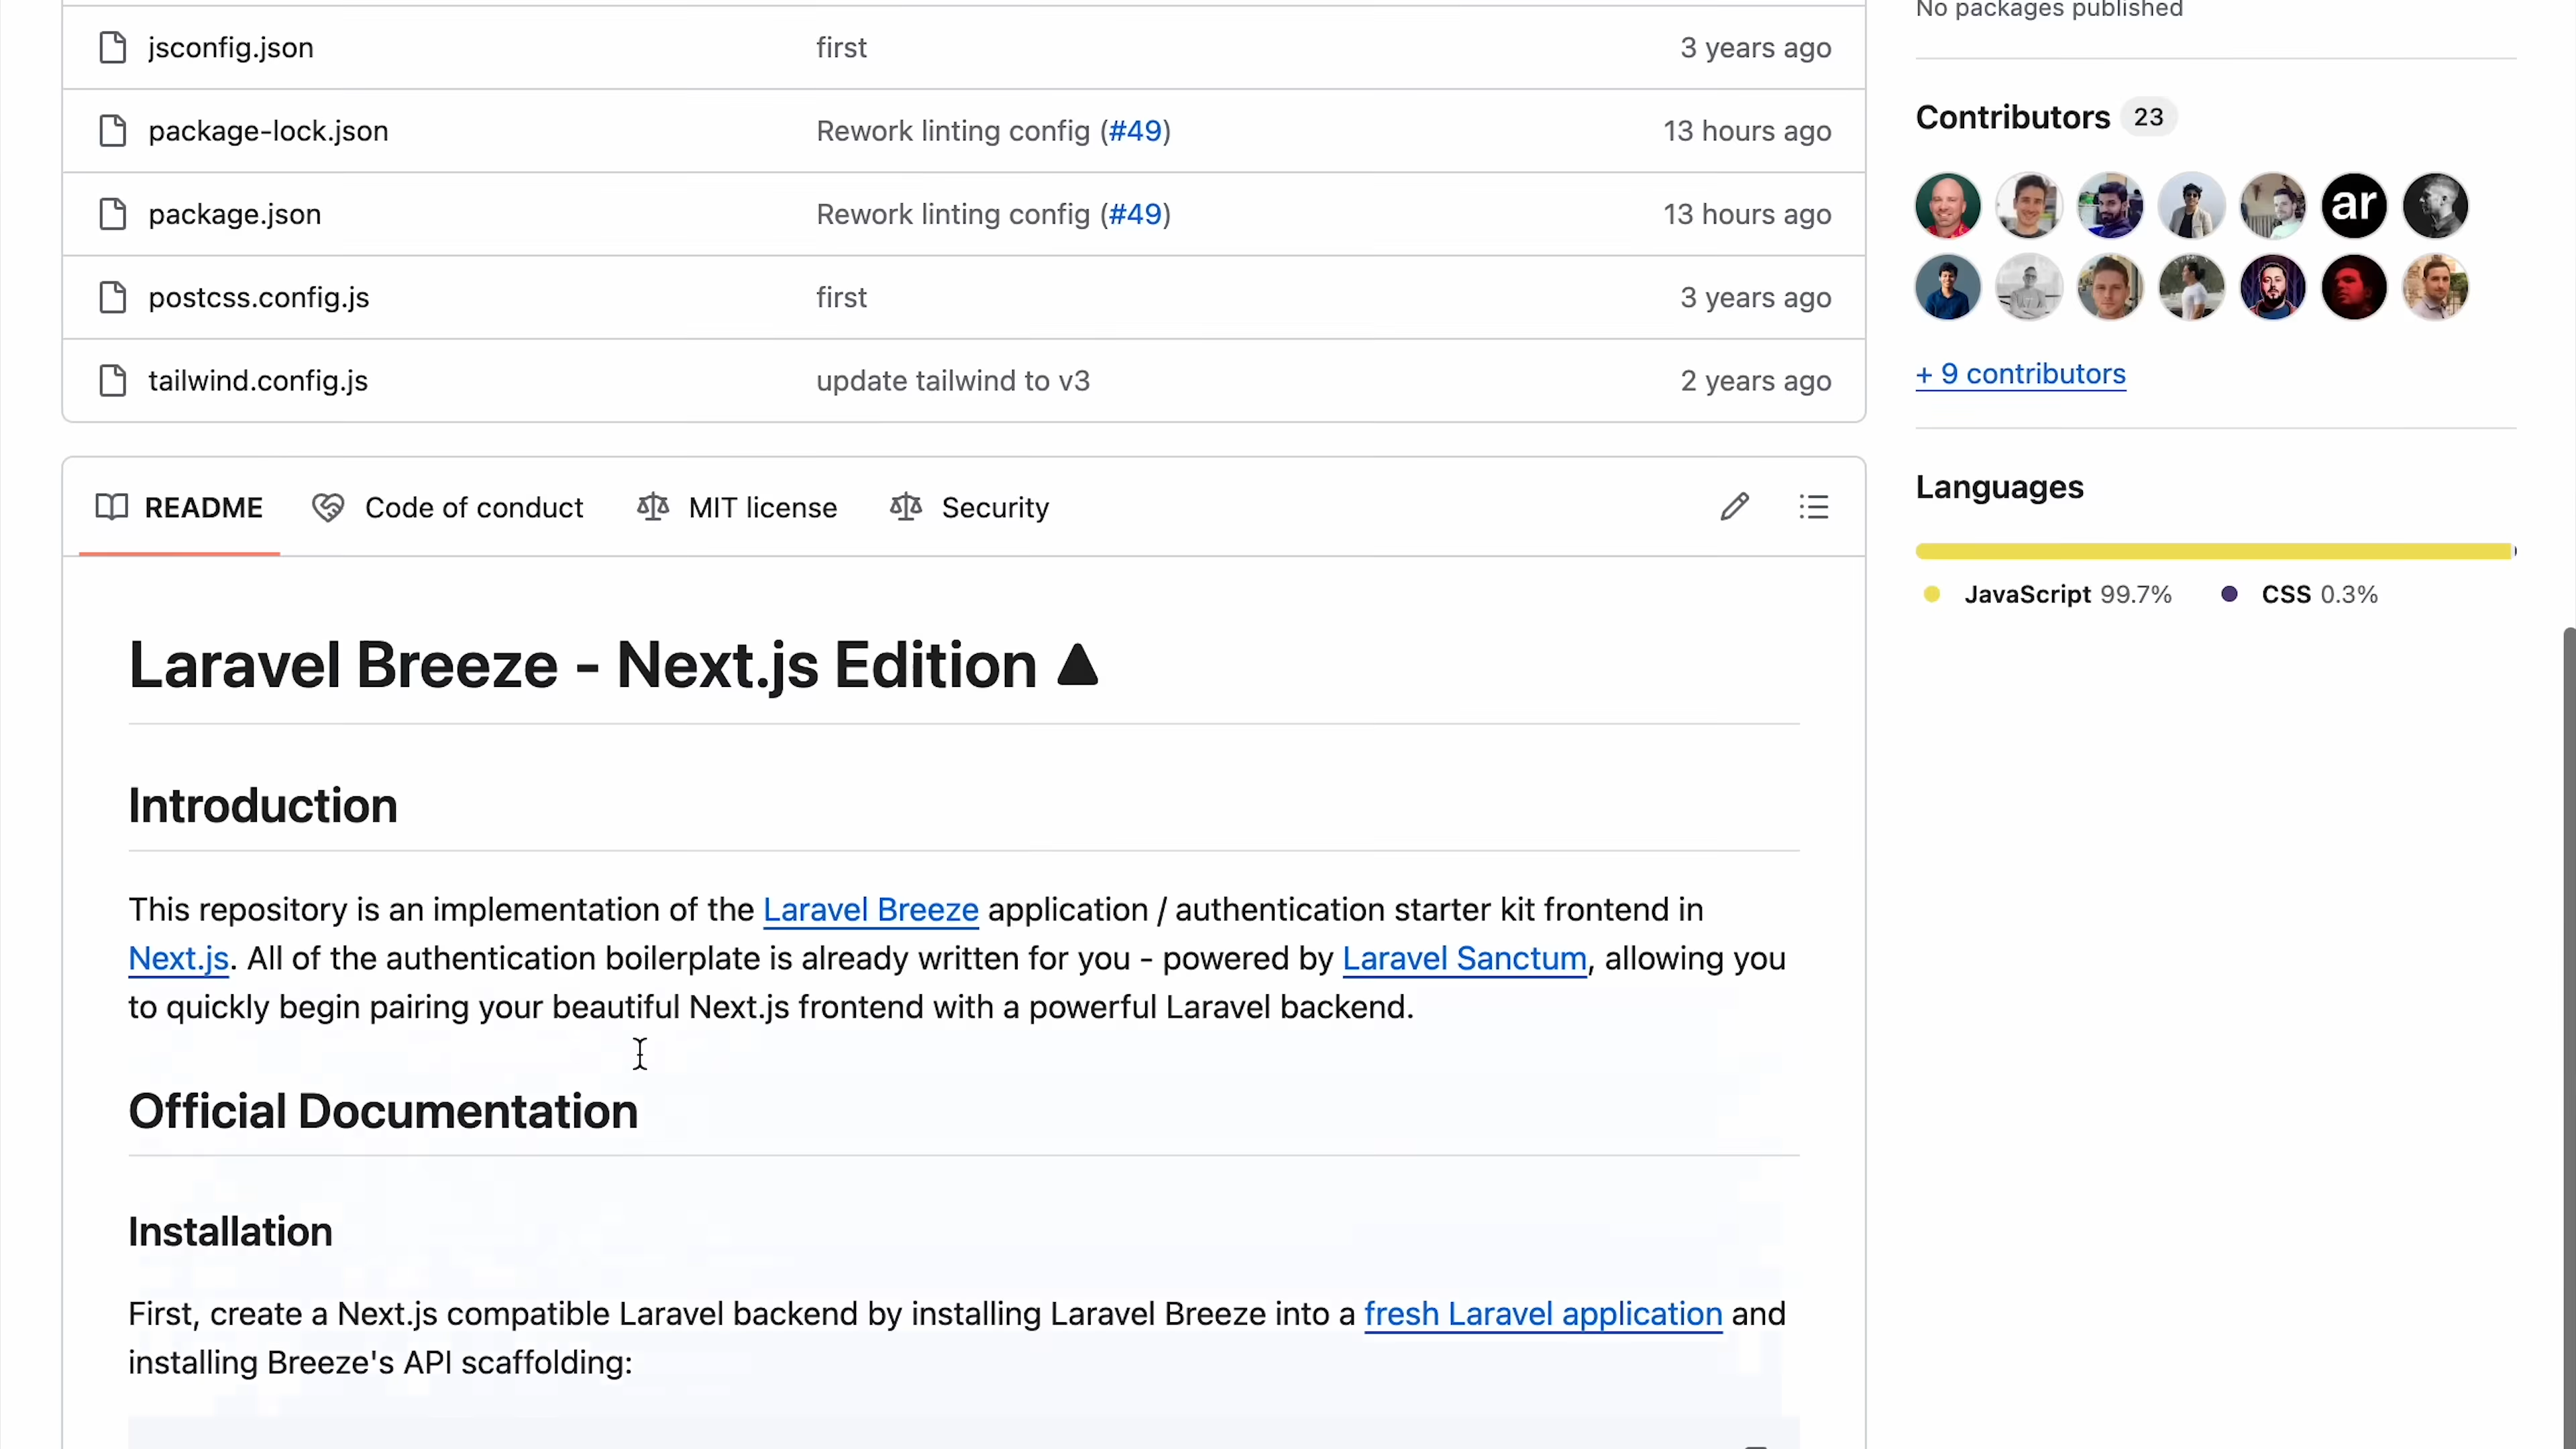 No packages published
jsconfig.json first 3 years ago
package-lock.json Rework linting config (#49) 13 hours ago
package.json Rework linting config (#49) 13 hours ago
postcss.config.js first 3 years ago
tailwind.config.js update tailwind to v3 2 years ago
Contributors 23
ar
+ 9 contributors
Languages
JavaScript 99.7% CSS 0.3%
README Code of conduct MIT license Security
Laravel Breeze - Next.js Edition ▲
Introduction
This repository is an implementation of the Laravel Breeze application / authentication starter kit frontend in
Next.js. All of the authentication boilerplate is already written for you - powered by Laravel Sanctum, allowing you
to quickly begin pairing your beautiful Next.js frontend with a powerful Laravel backend.
Official Documentation
Installation
First, create a Next.js compatible Laravel backend by installing Laravel Breeze into a fresh Laravel application and
installing Breeze's API scaffolding: